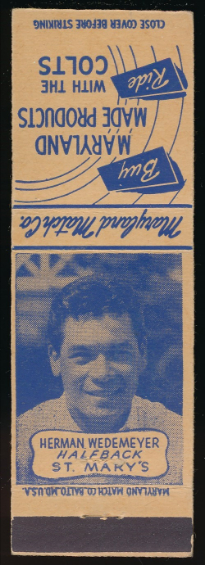 CLOSE COVER BEFORE STRIKING
Buy
MARYLAND
MADE PRODUCTS
WITH THE
COLTS
Ride
Maryland Match Co.
HERMAN WEDEMEYER
HALFBACK
ST. MARY'S
MARYLAND MATCH CO. BALTO. MD. U.S.A.